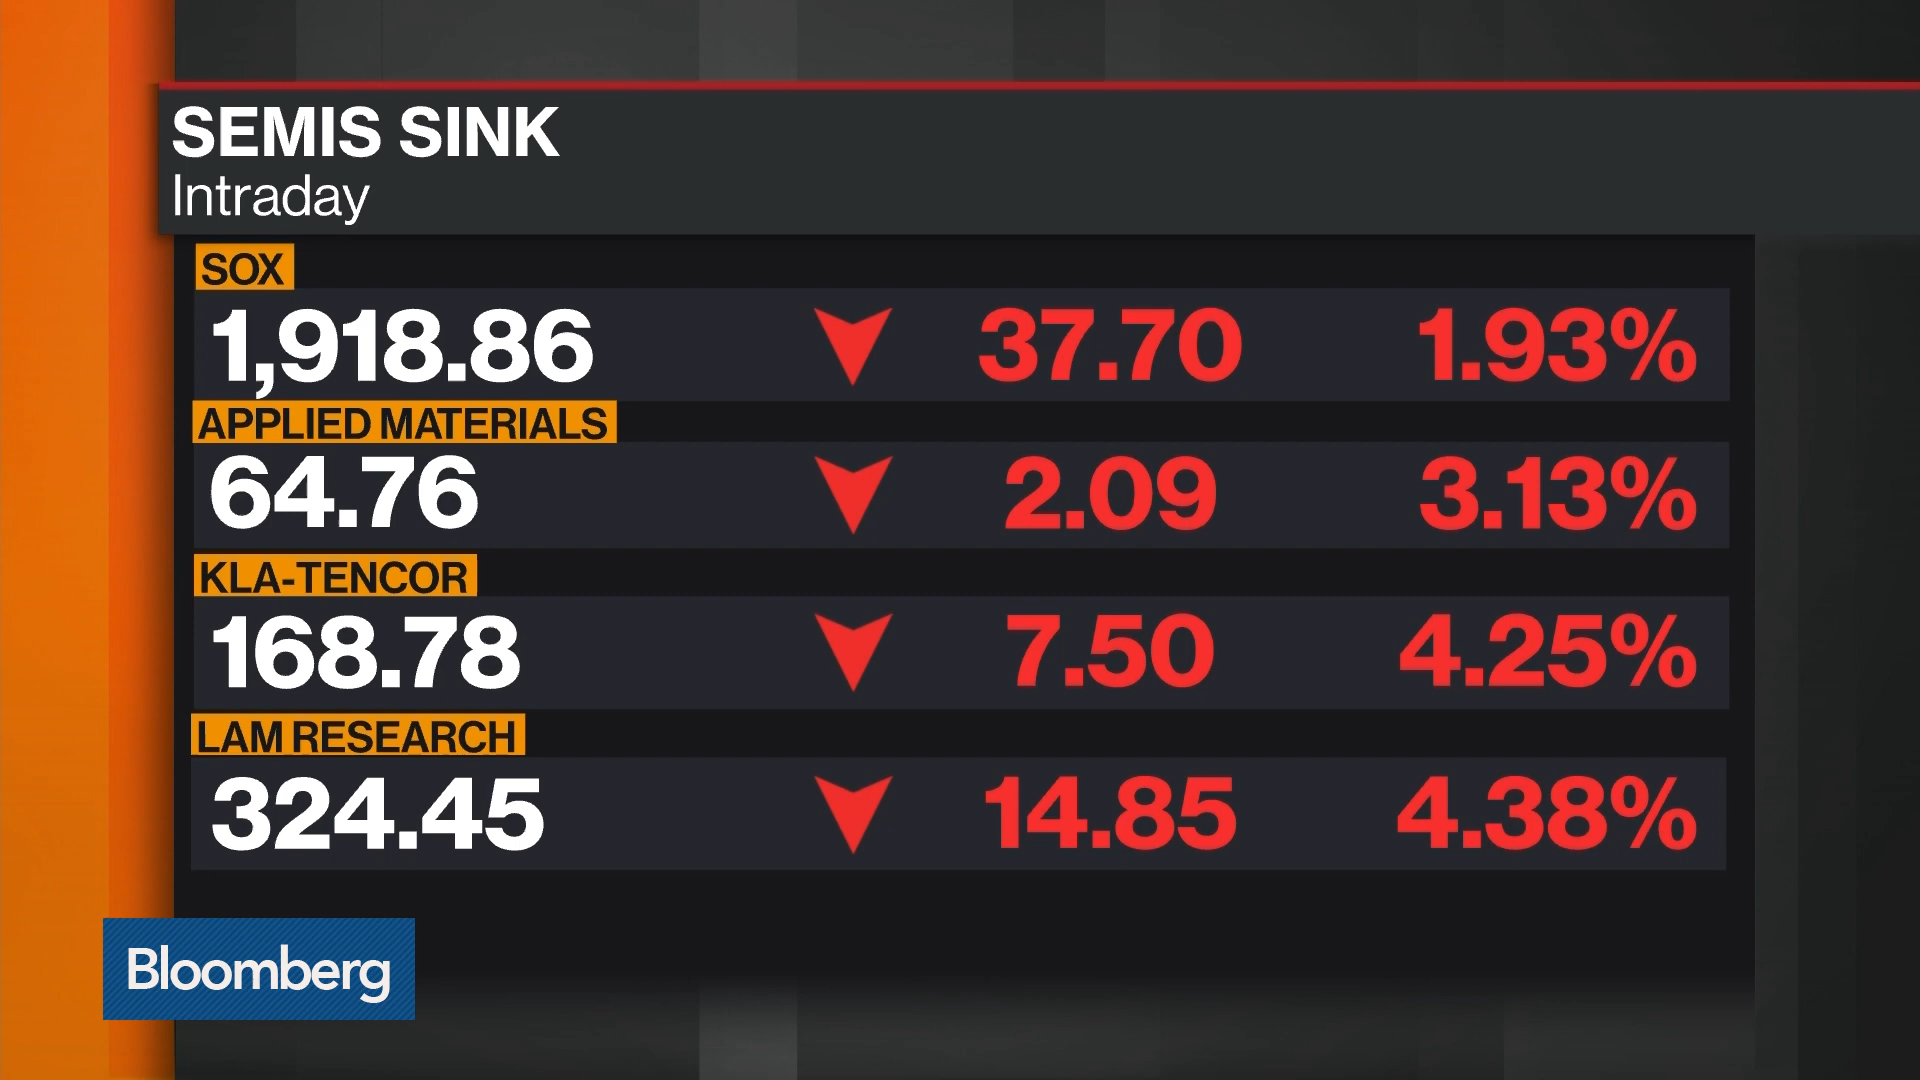 SEMIS SINK
Intraday
SOX
1,918.86 37.70 1.93%
APPLIED MATERIALS
64.76 2.09 3.13%
KLA-TENCOR
168.78 7.50 4.25%
LAM RESEARCH
324.45 14.85 4.38%
Bloomberg